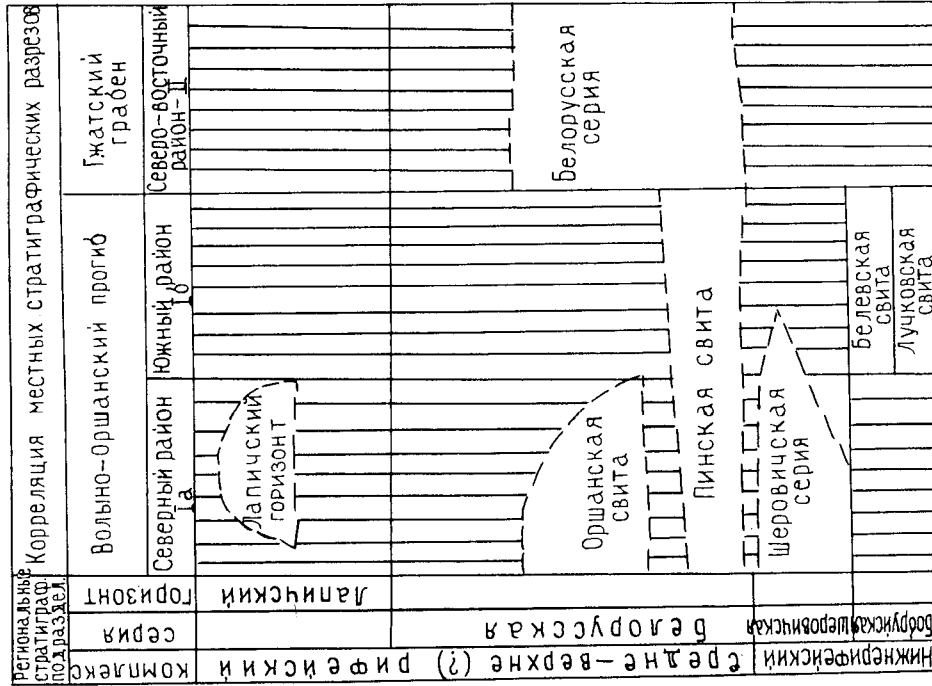 Региональные
стратиграф.
подраздел.
Корреляция местных стратиграфических разрезов
комплекс
серия
горизонт
Волыно-Оршанский прогиб
Гжатский
грабен
Северный район
Iа
Южный район
Iб
Северо-восточный
район-II
Средне-верхне (?) рифейский
Лапичский
Лапичский
горизонт
Белорусская
Оршанская
свита
Пинская свита
Белорусская
серия
Шеровичская
Шеровичская
серия
Нижнерифейский
Бобруйская
Белевская
свита
Лучковская
свита